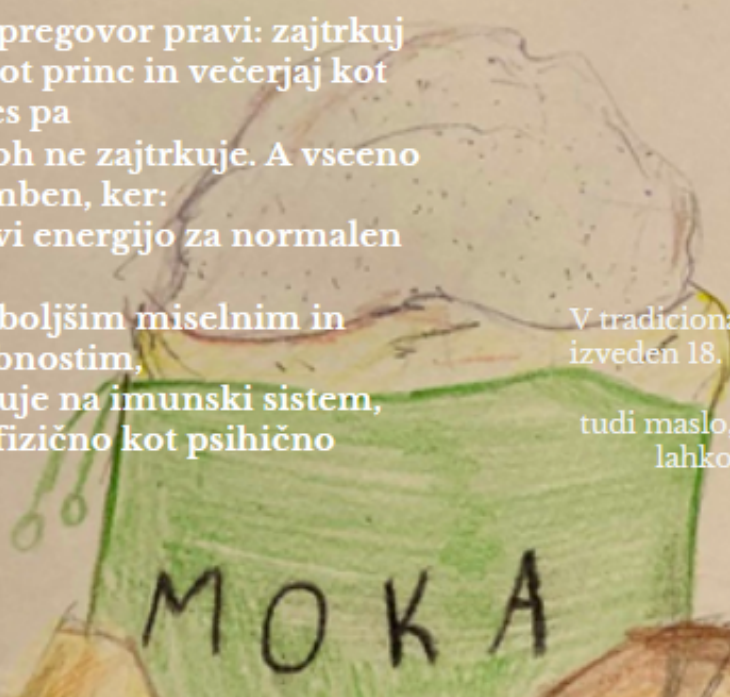 pregovor pravi: zajtrkuj
ot princ in večerjaj kot
es pa
oh ne zajtrkuje. A vseeno
mben, ker:
vi energijo za normalen
boljšim miselnim in
onostim,
uje na imunski sistem,
fizično kot psihično
V tradiciona
izveden 18.
tudi maslo,
lahko
MOKA